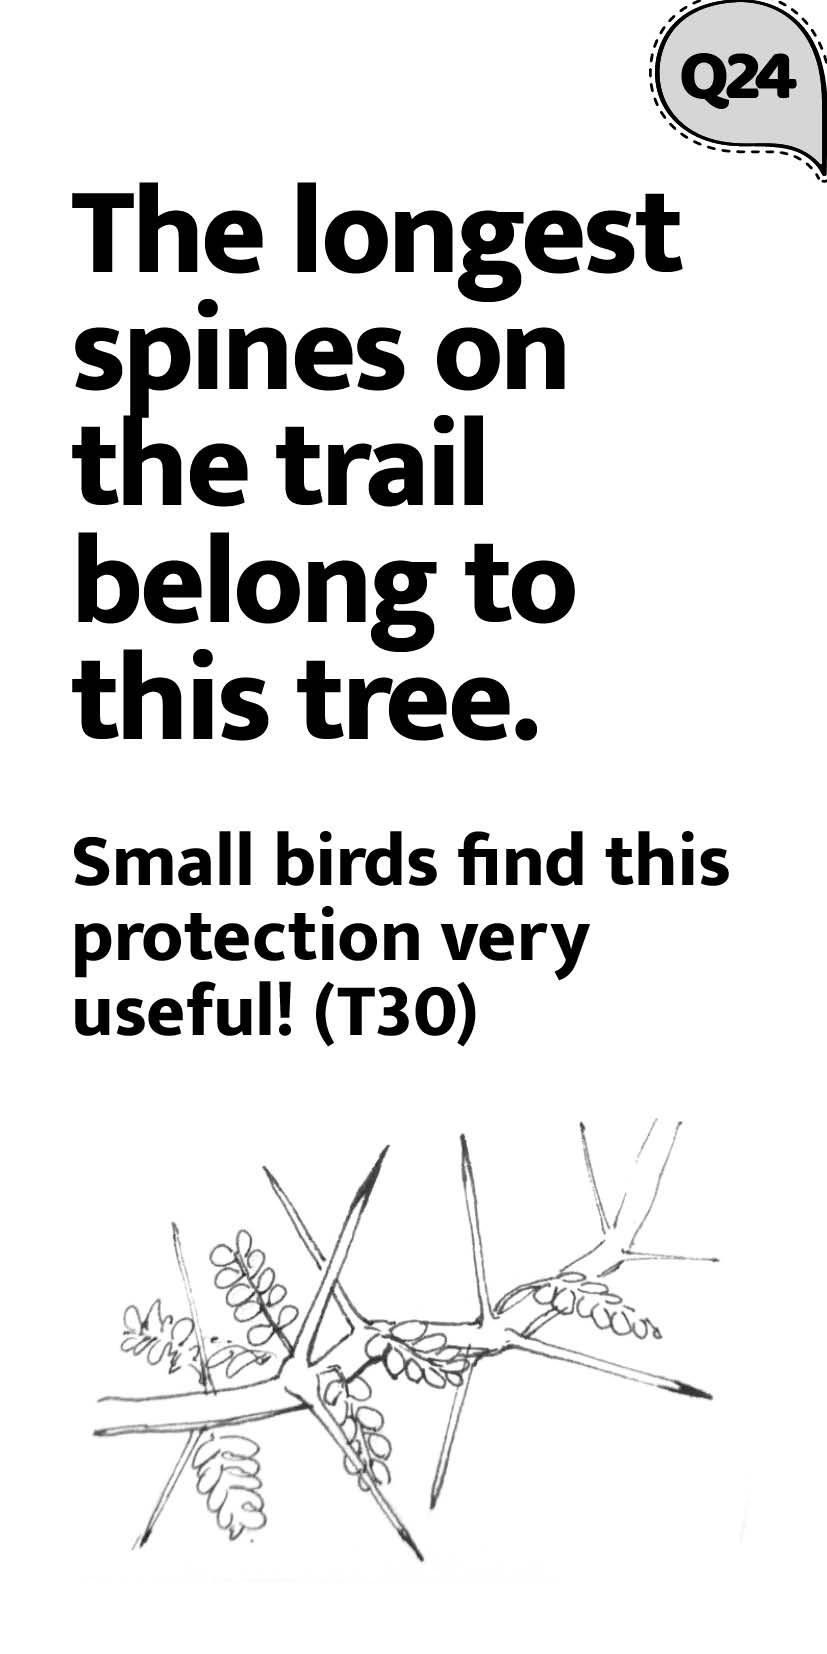 Q24
The longest
spines on
the trail
belong to
this tree.
Small birds find this
protection very
useful! (T30)